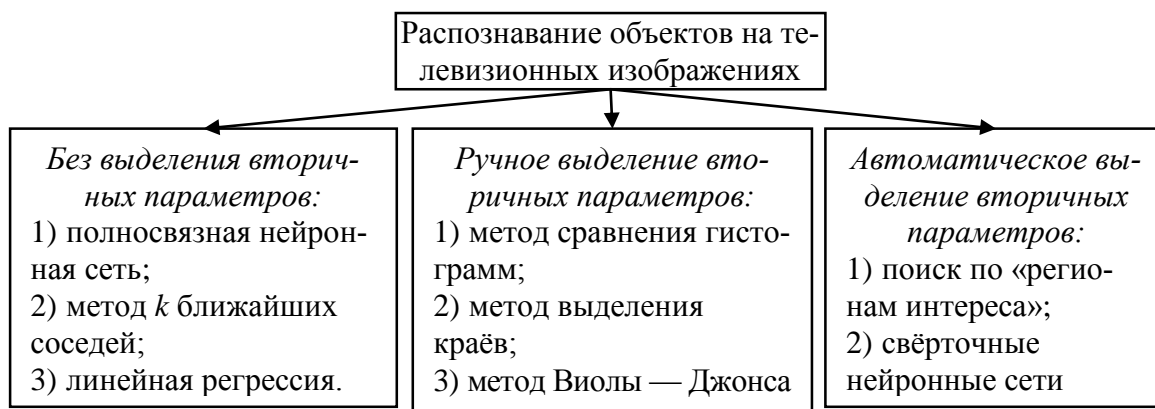 Распознавание объектов на те-
левизионных изображениях
Без выделения вторич-
ных параметров:
1) полносвязная нейрон-
ная сеть;
2) метод k ближайших
соседей;
3) линейная регрессия.
Ручное выделение вто-
ричных параметров:
1) метод сравнения гисто-
грамм;
2) метод выделения
краёв;
3) метод Виолы — Джонса
Автоматическое вы-
деление вторичных
параметров:
1) поиск по «регио-
нам интереса»;
2) свёрточные
нейронные сети